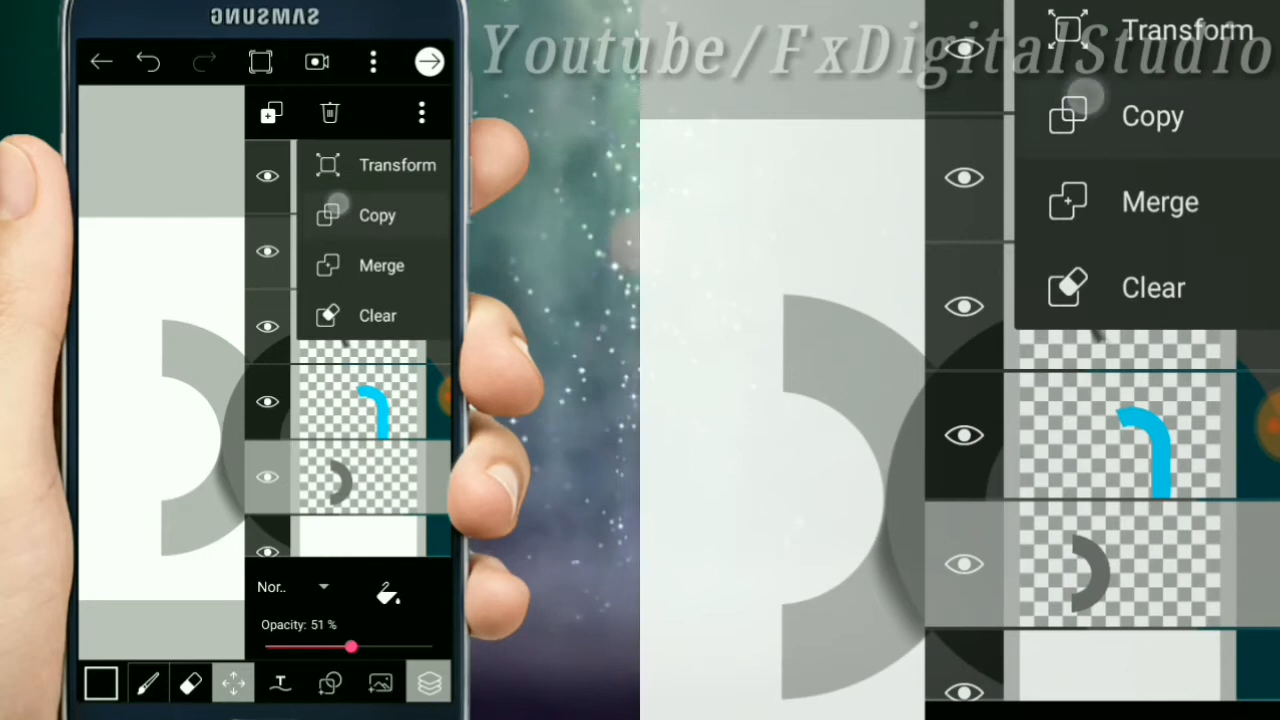 SAMSUNG
Youtube/FxDigitalStudio
Transform
Copy
Merge
Clear
Nor..
Opacity: 51 %
T
Transform
Copy
Merge
Clear